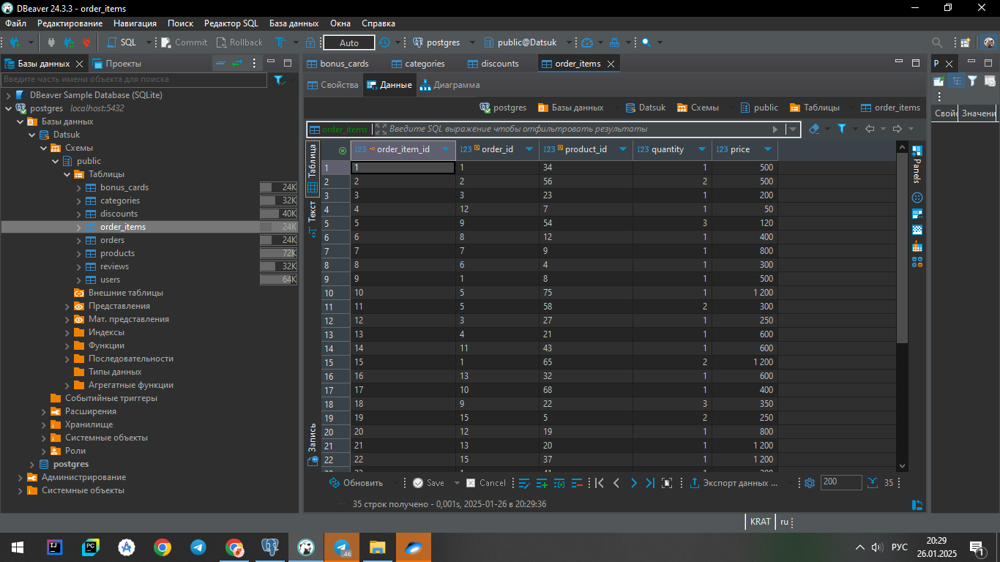 DBeaver 24.3.3 - order_items
Файл Редактирование Навигация Поиск Редактор SQL База данных Окна Справка
SQL Commit Rollback Auto postgres public@Datsuk
Базы данных Проекты
Введите часть имени объекта для поиска
DBeaver Sample Database (SQLite)
postgres localhost:5432
Базы данных
Datsuk
Схемы
public
Таблицы
bonus_cards 24K
categories 32K
discounts 40K
order_items 24K
orders 24K
products 72K
reviews 32K
users 64K
Внешние таблицы
Представления
Мат. представления
Индексы
Функции
Последовательности
Типы данных
Агрегатные функции
Событийные триггеры
Расширения
Хранилище
Системные объекты
Роли
postgres
Администрирование
Системные объекты
bonus_cards categories discounts order_items
Свойства Данные Диаграмма
postgres Базы данных Datsuk Схемы public Таблицы order_items
order_items Введите SQL выражение чтобы отфильтровать результаты
Таблица
Текст
Запись
123 order_item_id 123 order_id 123 product_id 123 quantity 123 price
1 1 1 34 1 500
2 2 2 56 2 500
3 3 3 23 1 200
4 4 12 7 1 50
5 5 9 54 3 120
6 6 8 12 1 400
7 7 7 9 1 800
8 8 6 4 1 300
9 9 1 8 1 500
10 10 5 75 1 1 200
11 11 5 58 2 300
12 12 3 27 1 250
13 13 4 21 1 600
14 14 11 43 1 600
15 15 1 65 2 1 200
16 16 13 32 1 600
17 17 10 68 1 400
18 18 9 22 3 350
19 19 15 5 2 250
20 20 12 19 1 800
21 21 13 20 1 1 200
22 22 15 37 1 1 200
Panels
P
Свой Значени
Обновить Save Cancel Экспорт данных ... 200 35
35 строк получено - 0,001s, 2025-01-26 в 20:29:36
KRAT ru
IJ PC ..46 РУС 20:29
26.01.2025
1